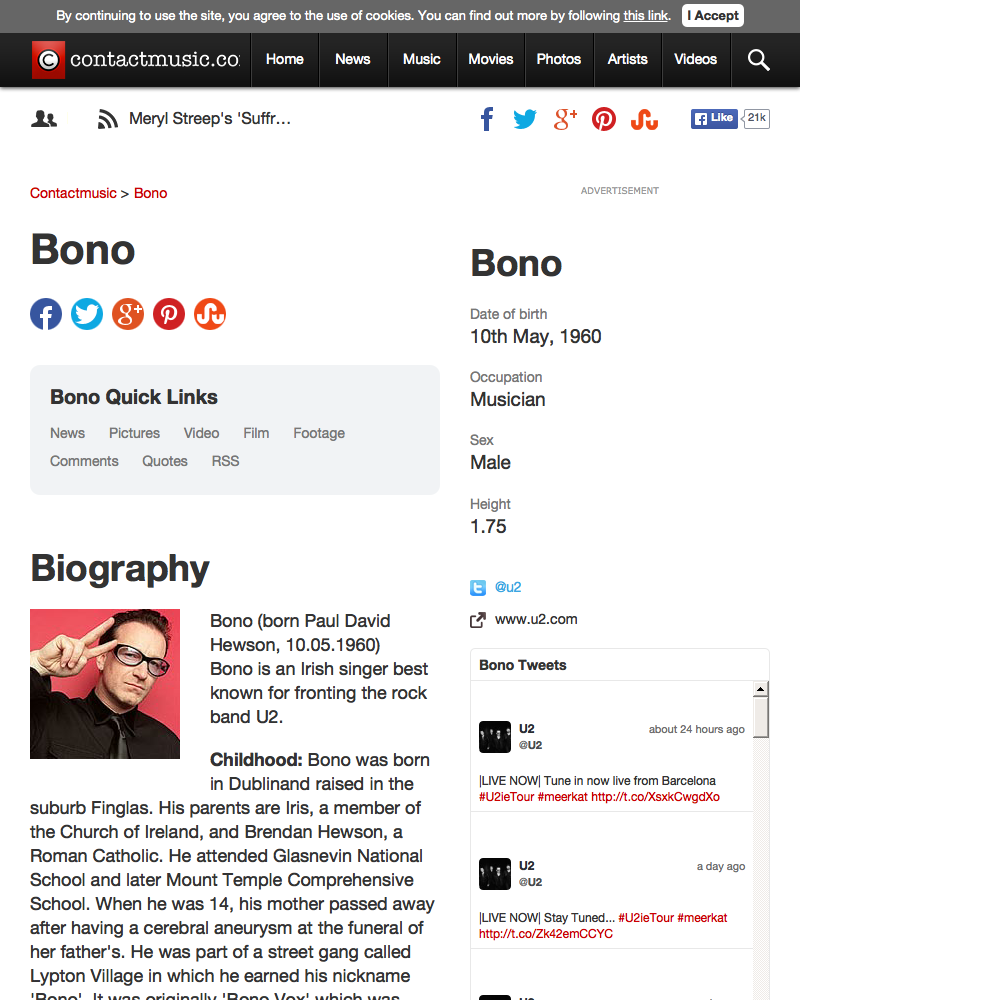 By continuing to use the site, you agree to the use of cookies. You can find out more by following this link. I Accept
contactmusic.co
Home News Music Movies Photos Artists Videos
Meryl Streep's 'Suffr...
Like 21k
Contactmusic > Bono
ADVERTISEMENT
Bono
Bono Quick Links
News Pictures Video Film Footage
Comments Quotes RSS
Biography
Bono (born Paul David
Hewson, 10.05.1960)
Bono is an Irish singer best
known for fronting the rock
band U2.
Childhood: Bono was born
in Dublinand raised in the
suburb Finglas. His parents are Iris, a member of
the Church of Ireland, and Brendan Hewson, a
Roman Catholic. He attended Glasnevin National
School and later Mount Temple Comprehensive
School. When he was 14, his mother passed away
after having a cerebral aneurysm at the funeral of
her father's. He was part of a street gang called
Lypton Village in which he earned his nickname
'Bono'. It was originally 'Bono Vox' which was
Bono
Date of birth
10th May, 1960
Occupation
Musician
Sex
Male
Height
1.75
@u2
www.u2.com
Bono Tweets
U2 about 24 hours ago
@U2
|LIVE NOW| Tune in now live from Barcelona
#U2ieTour #meerkat http://t.co/XsxkCwgdXo
U2 a day ago
@U2
|LIVE NOW| Stay Tuned... #U2ieTour #meerkat
http://t.co/Zk42emCCYC